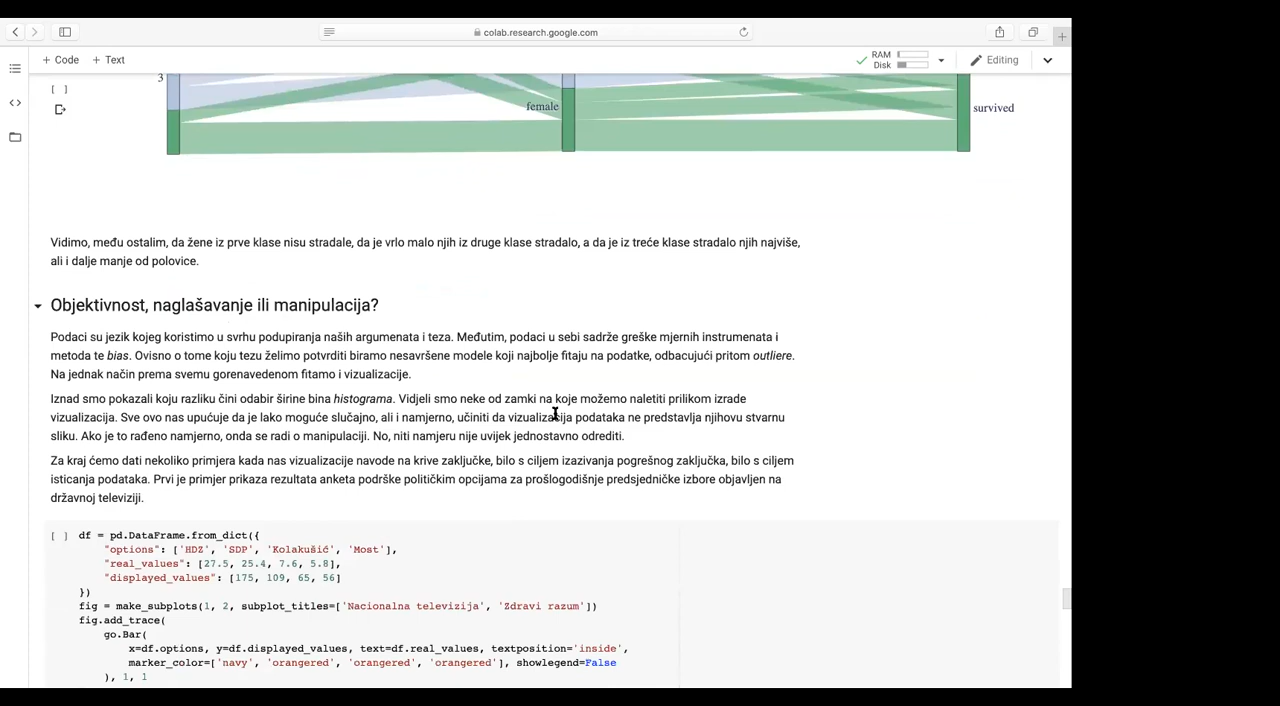 colab.research.google.com
+ Code + Text
RAM
Disk
Editing
3
[ ]
female
survived
Vidimo, među ostalim, da žene iz prve klase nisu stradale, da je vrlo malo njih iz druge klase stradalo, a da je iz treće klase stradalo njih najviše,
ali i dalje manje od polovice.
Objektivnost, naglašavanje ili manipulacija?
Podaci su jezik kojeg koristimo u svrhu podupiranja naših argumenata i teza. Međutim, podaci u sebi sadrže greške mjernih instrumenata i
metoda te bias. Ovisno o tome koju tezu želimo potvrditi biramo nesavršene modele koji najbolje fitaju na podatke, odbacujući pritom outliere.
Na jednak način prema svemu gorenavedenom fitamo i vizualizacije.
Iznad smo pokazali koju razliku čini odabir širine bina histograma. Vidjeli smo neke od zamki na koje možemo naletiti prilikom izrade
vizualizacija. Sve ovo nas upućuje da je lako moguće slučajno, ali i namjerno, učiniti da vizualizacija podataka ne predstavlja njihovu stvarnu
sliku. Ako je to rađeno namjerno, onda se radi o manipulaciji. No, niti namjeru nije uvijek jednostavno odrediti.
Za kraj ćemo dati nekoliko primjera kada nas vizualizacije navode na krive zaključke, bilo s ciljem izazivanja pogrešnog zaključka, bilo s ciljem
isticanja podataka. Prvi je primjer prikaza rezultata anketa podrške političkim opcijama za prošlogodišnje predsjedničke izbore objavljen na
državnoj televiziji.
[ ] df = pd.DataFrame.from_dict({
"options": ['HDZ', 'SDP', 'Kolakušić', 'Most'],
"real_values": [27.5, 25.4, 7.6, 5.8],
"displayed_values": [175, 109, 65, 56]
})
fig = make_subplots(1, 2, subplot_titles=['Nacionalna televizija', 'Zdravi razum'])
fig.add_trace(
go.Bar(
x=df.options, y=df.displayed_values, text=df.real_values, textposition='inside',
marker_color=['navy', 'orangered', 'orangered', 'orangered'], showlegend=False
), 1, 1